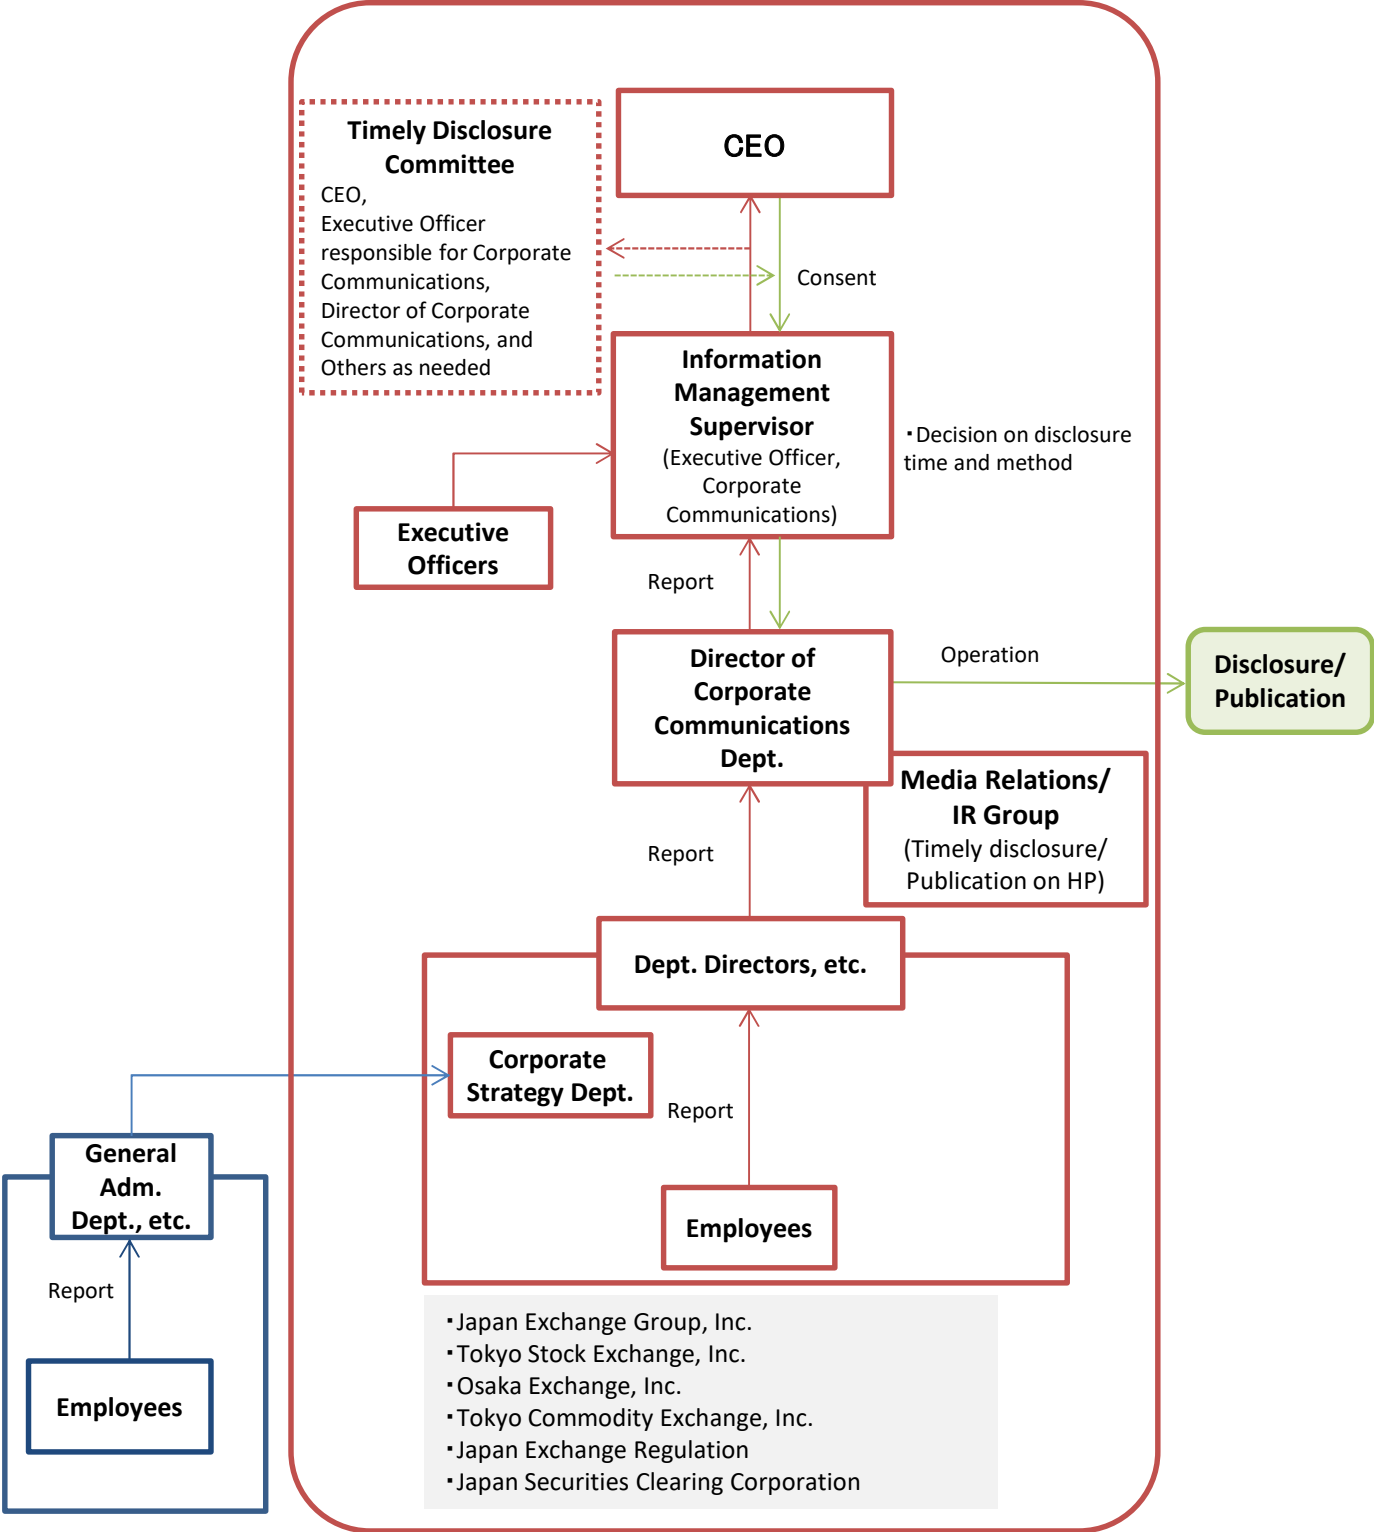 Timely Disclosure
Committee
CEO,
Executive Officer
responsible for Corporate
Communications,
Director of Corporate
Communications, and
Others as needed
CEO
Consent
Information
Management
Supervisor
(Executive Officer,
Corporate
Communications)
・Decision on disclosure
time and method
Executive
Officers
Report
Director of
Corporate
Communications
Dept.
Operation
Disclosure/
Publication
Media Relations/
IR Group
(Timely disclosure/
Publication on HP)
Report
Dept. Directors, etc.
Corporate
Strategy Dept.
Report
Employees
General
Adm.
Dept., etc.
Report
Employees
・Japan Exchange Group, Inc.
・Tokyo Stock Exchange, Inc.
・Osaka Exchange, Inc.
・Tokyo Commodity Exchange, Inc.
・Japan Exchange Regulation
・Japan Securities Clearing Corporation